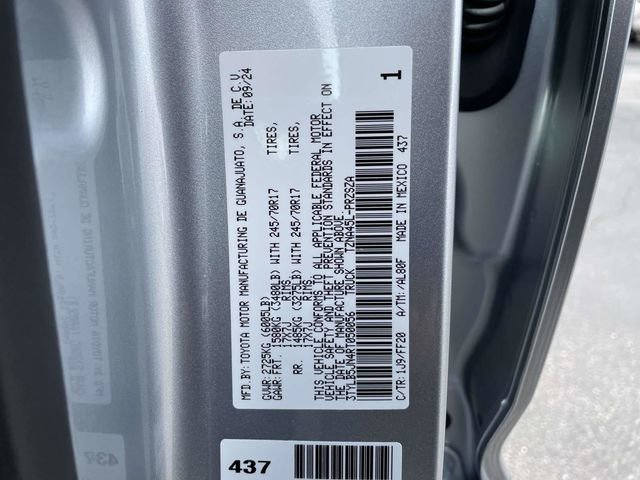 MFD.BY: TOYOTA MOTOR MANUFACTURING DE GUANAJUATO, S.A. DE C.V.
DATE: 09/24
GVWR: 2725KG (6005LB)
GAWR: FRT. 1580KG (3480LB) WITH 245/70R17 TIRES,
17X7J RIMS,
RR. 1485KG (3275LB) WITH 245/70R17 TIRES,
17X7J RIMS,
THIS VEHICLE CONFORMS TO ALL APPLICABLE FEDERAL MOTOR
VEHICLE SAFETY AND THEFT PREVENTION STANDARDS IN EFFECT ON
THE DATE OF MANUFACTURE SHOWN ABOVE.
3TYLB5JN4RT050056 TRUCK TZNA45L-PRZSZA
C/TR: 1J9/FF20 A/TM: /AL80F MADE IN MEXICO 437
1
437